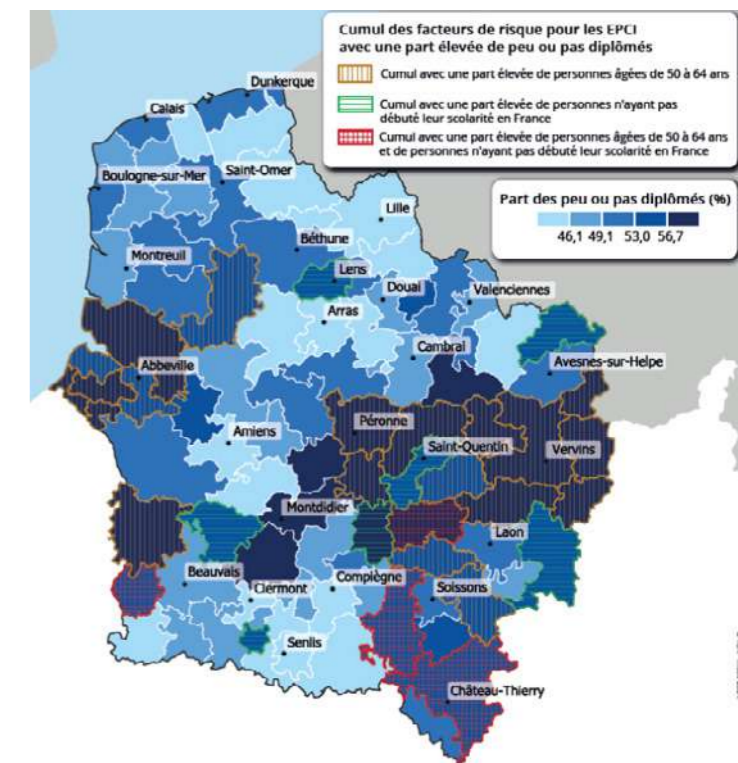 Cumul des facteurs de risque pour les EPCI
avec une part élevée de peu ou pas diplômés
Cumul avec une part élevée de personnes âgées de 50 à 64 ans
Cumul avec une part élevée de personnes n'ayant pas
débuté leur scolarité en France
Cumul avec une part élevée de personnes âgées de 50 à 64 ans
et de personnes n'ayant pas débuté leur scolarité en France
Part des peu ou pas diplômés (%)
46,1 49,1 53,0 56,7
Dunkerque
Calais
Boulogne-sur-Mer
Saint-Omer
Lille
Béthune
Montreuil
Lens
Douai
Valenciennes
Arras
Cambrai
Avesnes-sur-Helpe
Abbeville
Amiens
Péronne
Saint-Quentin
Vervins
Montdidier
Laon
Beauvais
Clermont
Compiègne
Soissons
Senlis
Château-Thierry